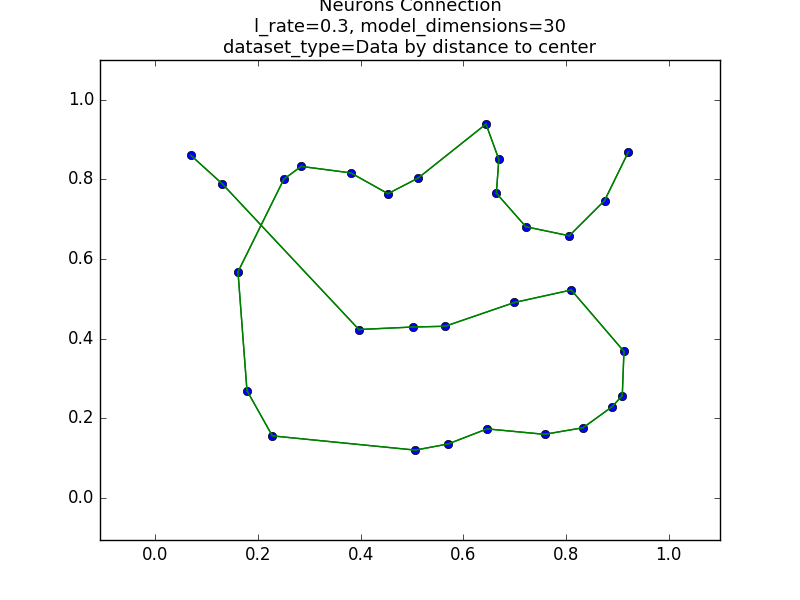 Neurons Connection
l_rate=0.3, model_dimensions=30
dataset_type=Data by distance to center
1.0
0.8
0.6
0.4
0.2
0.0
0.0 0.2 0.4 0.6 0.8 1.0